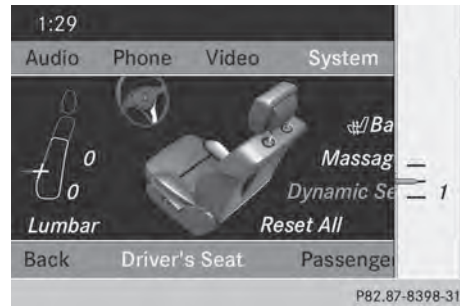 1:29
Audio Phone Video System
Ba
0 Massag
0 Dynamic Se 1
Lumbar Reset All
Back Driver's Seat Passenge
P82.87-8398-31